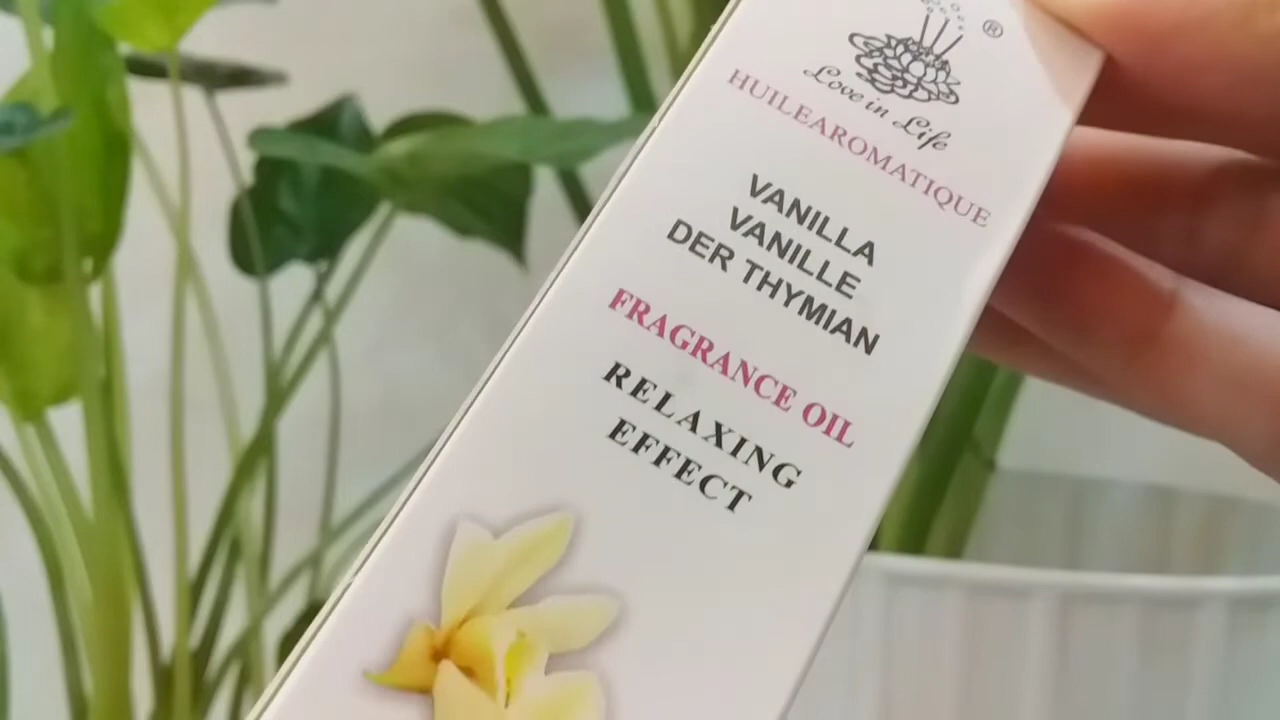 ®
Love in Life
HUILEAROMATIQUE
VANILLA
VANILLE
DER THYMIAN
FRAGRANCE OIL
RELAXING
EFFECT